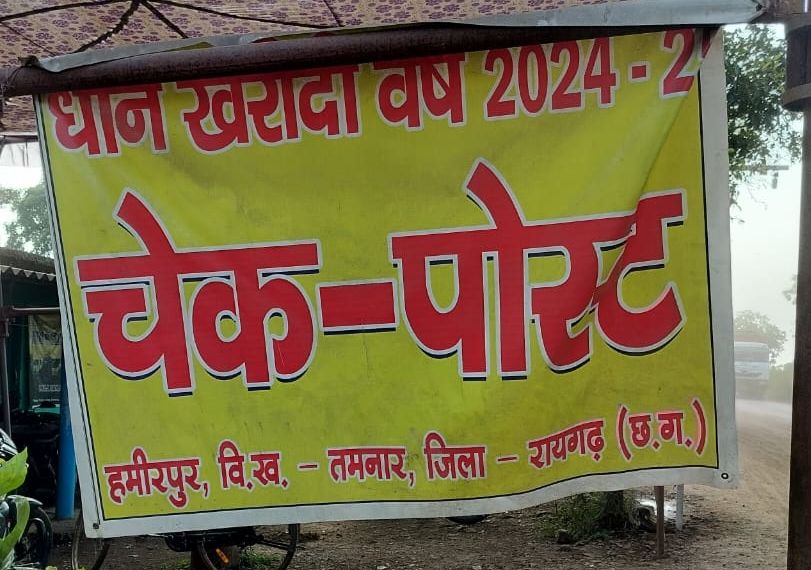 धान खरीदी वर्ष 2024 - 2
चेक-पोस्ट
हमीरपुर, वि.ख. - तमनार, जिला - रायगढ़ (छ.ग.)